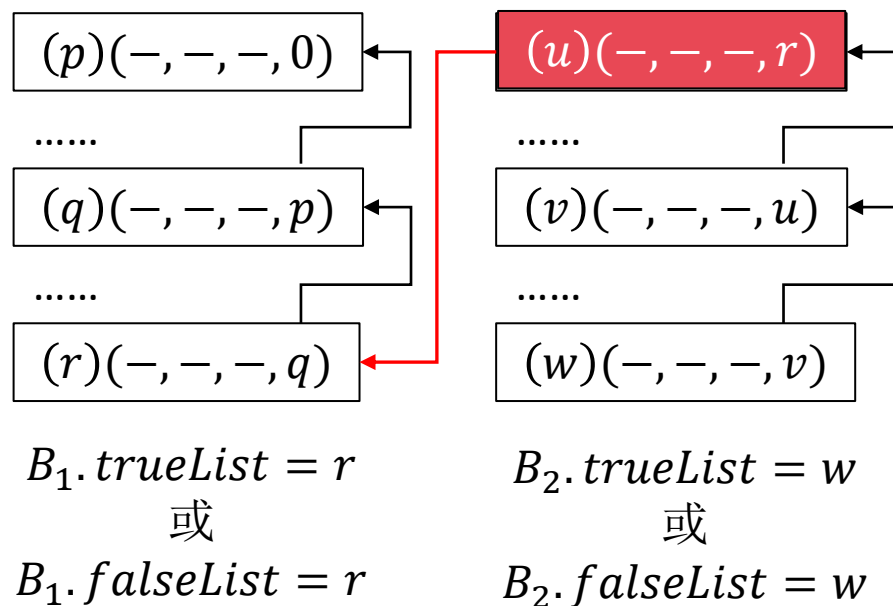 (p)(−, −, −, 0)
……
(q)(−, −, −, p)
……
(r)(−, −, −, q)
B₁. trueList = r
或
B₁. falseList = r
(u)(−, −, −, r)
……
(v)(−, −, −, u)
……
(w)(−, −, −, v)
B₂. trueList = w
或
B₂. falseList = w